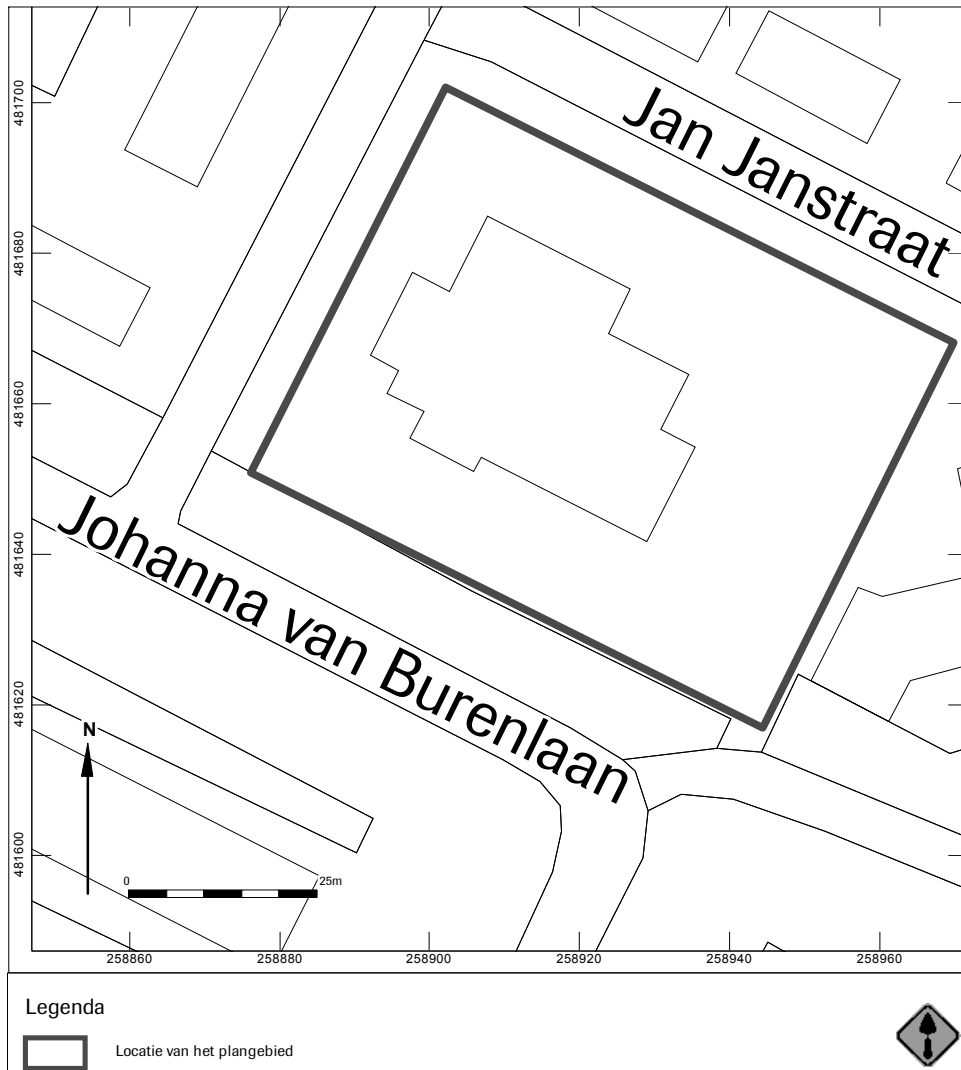 Jan Janstraat
Johanna van Burenlaan
481700
481680
481660
481640
481620
481600
N
0 25m
258860 258880 258900 258920 258940 258960
Legenda
Locatie van het plangebied